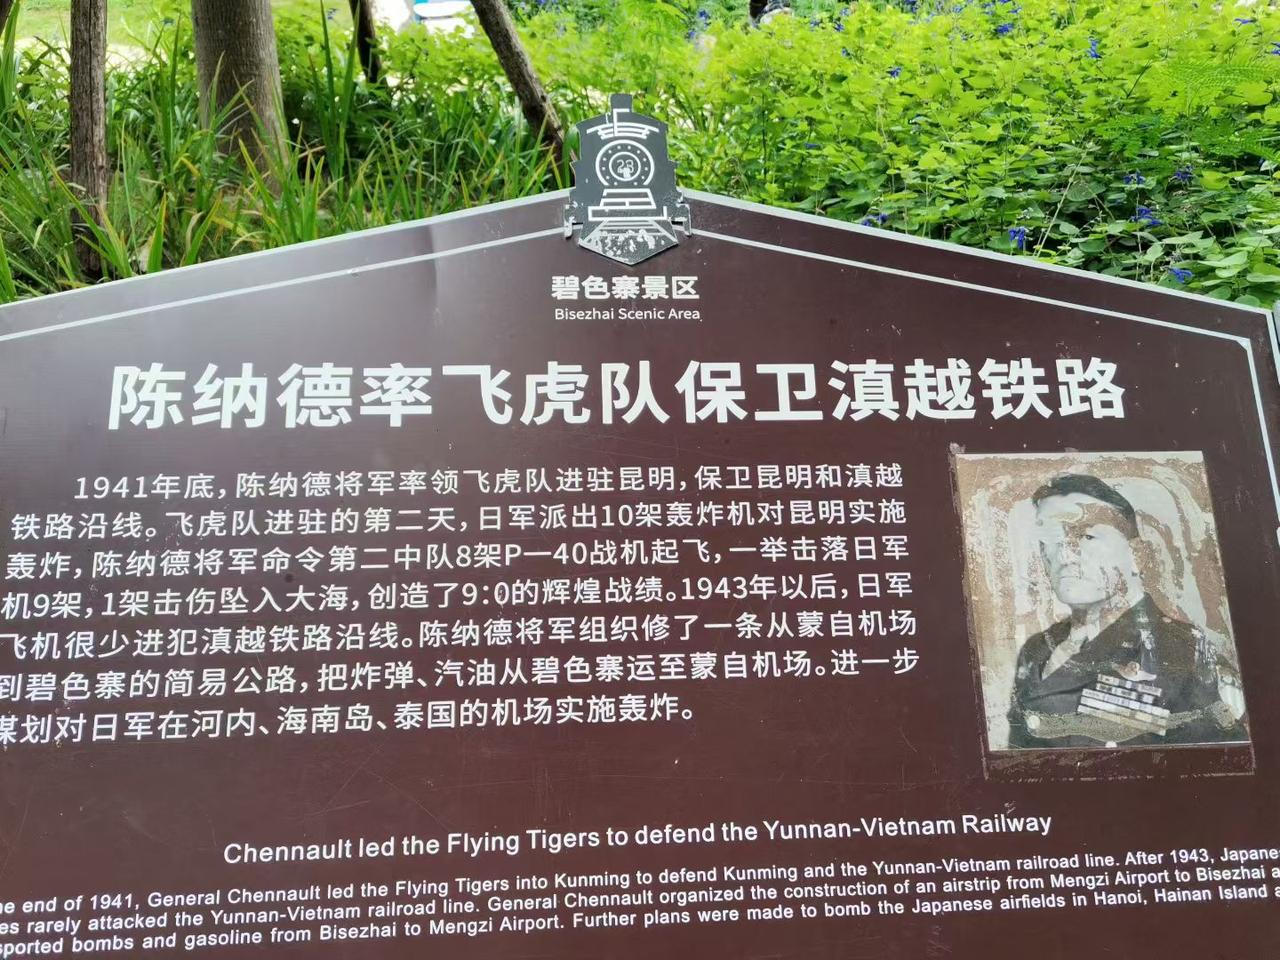 23
碧色寨景区
Bisezhai Scenic Area
陈纳德率飞虎队保卫滇越铁路
1941年底，陈纳德将军率领飞虎队进驻昆明，保卫昆明和滇越
铁路沿线。飞虎队进驻的第二天，日军派出10架轰炸机对昆明实施
轰炸，陈纳德将军命令第二中队8架P—40战机起飞，一举击落日军
机9架，1架击伤坠入大海，创造了9:0的辉煌战绩。1943年以后，日军
飞机很少进犯滇越铁路沿线。陈纳德将军组织修了一条从蒙自机场
到碧色寨的简易公路，把炸弹、汽油从碧色寨运至蒙自机场。进一步
谋划对日军在河内、海南岛、泰国的机场实施轰炸。
Chennault led the Flying Tigers to defend the Yunnan-Vietnam Railway
end of 1941, General Chennault led the Flying Tigers into Kunming to defend Kunming and the Yunnan-Vietnam railroad line. After 1943,
rarely attacked the Yunnan-Vietnam railroad line. General Chennault organized the construction of an airstrip from Mengzi Airport to Bisezhai
bombs and gasoline from Bisezhai to Mengzi Airport. Further plans were made to bomb the Japanese airfields in Hanoi, Hainan Island